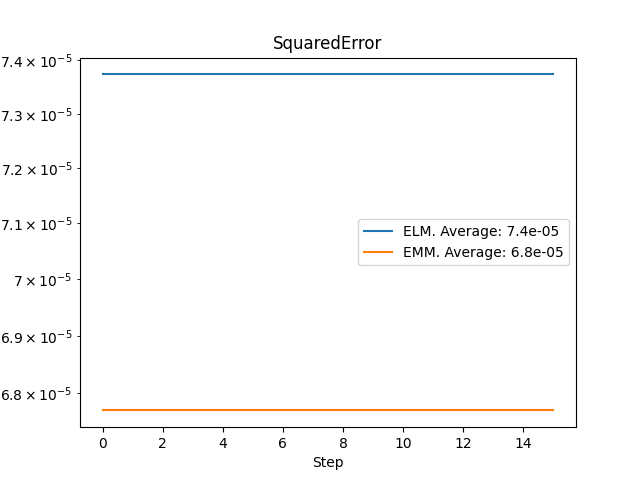 SquaredError
7.4 × 10⁻⁵
7.3 × 10⁻⁵
7.2 × 10⁻⁵
7.1 × 10⁻⁵
7 × 10⁻⁵
6.9 × 10⁻⁵
6.8 × 10⁻⁵
ELM. Average: 7.4e-05
EMM. Average: 6.8e-05
0 2 4 6 8 10 12 14
Step